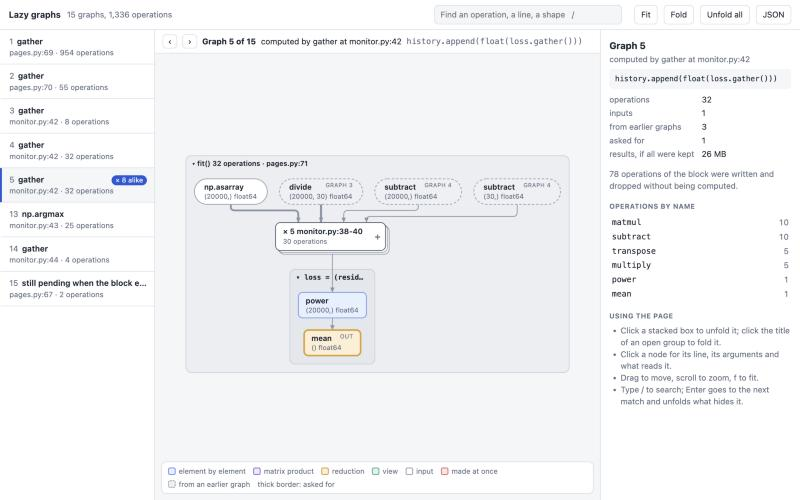 Lazy graphs 15 graphs, 1,336 operations
Find an operation, a line, a shape /
Fit
Fold
Unfold all
JSON
1 gather
pages.py:69 · 954 operations
2 gather
pages.py:70 · 55 operations
3 gather
monitor.py:42 · 8 operations
4 gather
monitor.py:42 · 32 operations
5 gather × 8 alike
monitor.py:42 · 32 operations
13 np.argmax
monitor.py:43 · 25 operations
14 gather
monitor.py:44 · 4 operations
15 still pending when the block e...
pages.py:67 · 2 operations
‹ › Graph 5 of 15 computed by gather at monitor.py:42 history.append(float(loss.gather()))
▾ fit() 32 operations · pages.py:71
np.asarray
(20000,) float64
divide GRAPH 3
(20000, 30) float64
subtract GRAPH 4
(20000,) float64
subtract GRAPH 4
(30,) float64
× 5 monitor.py:38-40 +
30 operations
▾ loss = (resid…
power
(20000,) float64
mean OUT
() float64
element by element
matrix product
reduction
view
input
made at once
from an earlier graph
thick border: asked for
Graph 5
computed by gather at monitor.py:42
history.append(float(loss.gather()))
operations 32
inputs 1
from earlier graphs 3
asked for 1
results, if all were kept 26 MB
78 operations of the block were written and
dropped without being computed.
OPERATIONS BY NAME
matmul 10
subtract 10
transpose 5
multiply 5
power 1
mean 1
USING THE PAGE
• Click a stacked box to unfold it; click the title
of an open group to fold it.
• Click a node for its line, its arguments and
what reads it.
• Drag to move, scroll to zoom, f to fit.
• Type / to search; Enter goes to the next
match and unfolds what hides it.